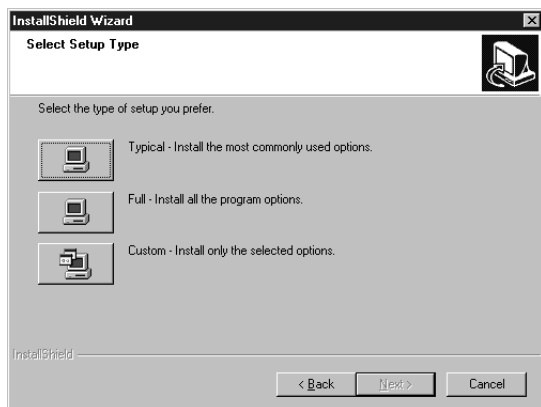 InstallShield Wizard
Select Setup Type
Select the type of setup you prefer.
Typical - Install the most commonly used options.
Full - Install all the program options.
Custom - Install only the selected options.
InstallShield
< Back
Next >
Cancel